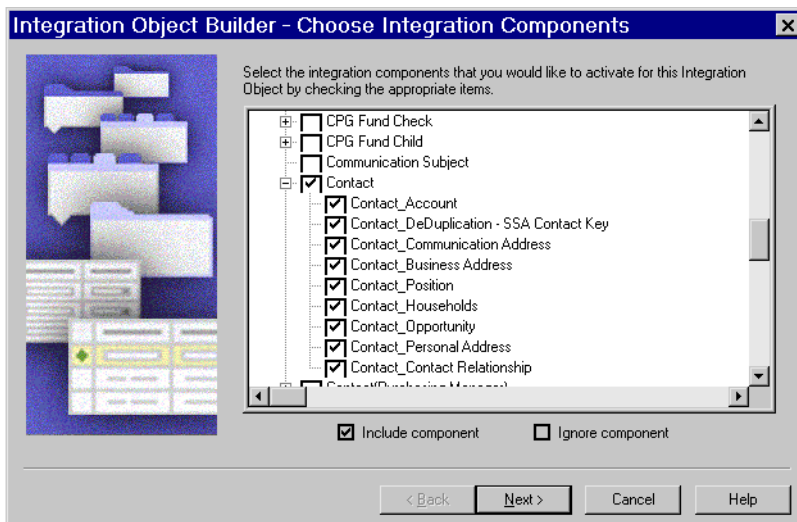 Integration Object Builder - Choose Integration Components
Select the integration components that you would like to activate for this Integration
Object by checking the appropriate items.
CPG Fund Check
CPG Fund Child
Communication Subject
Contact
Contact_Account
Contact_DeDuplication - SSA Contact Key
Contact_Communication Address
Contact_Business Address
Contact_Position
Contact_Households
Contact_Opportunity
Contact_Personal Address
Contact_Contact Relationship
Contact(Purchasing Manager)
Include component
Ignore component
< Back
Next >
Cancel
Help